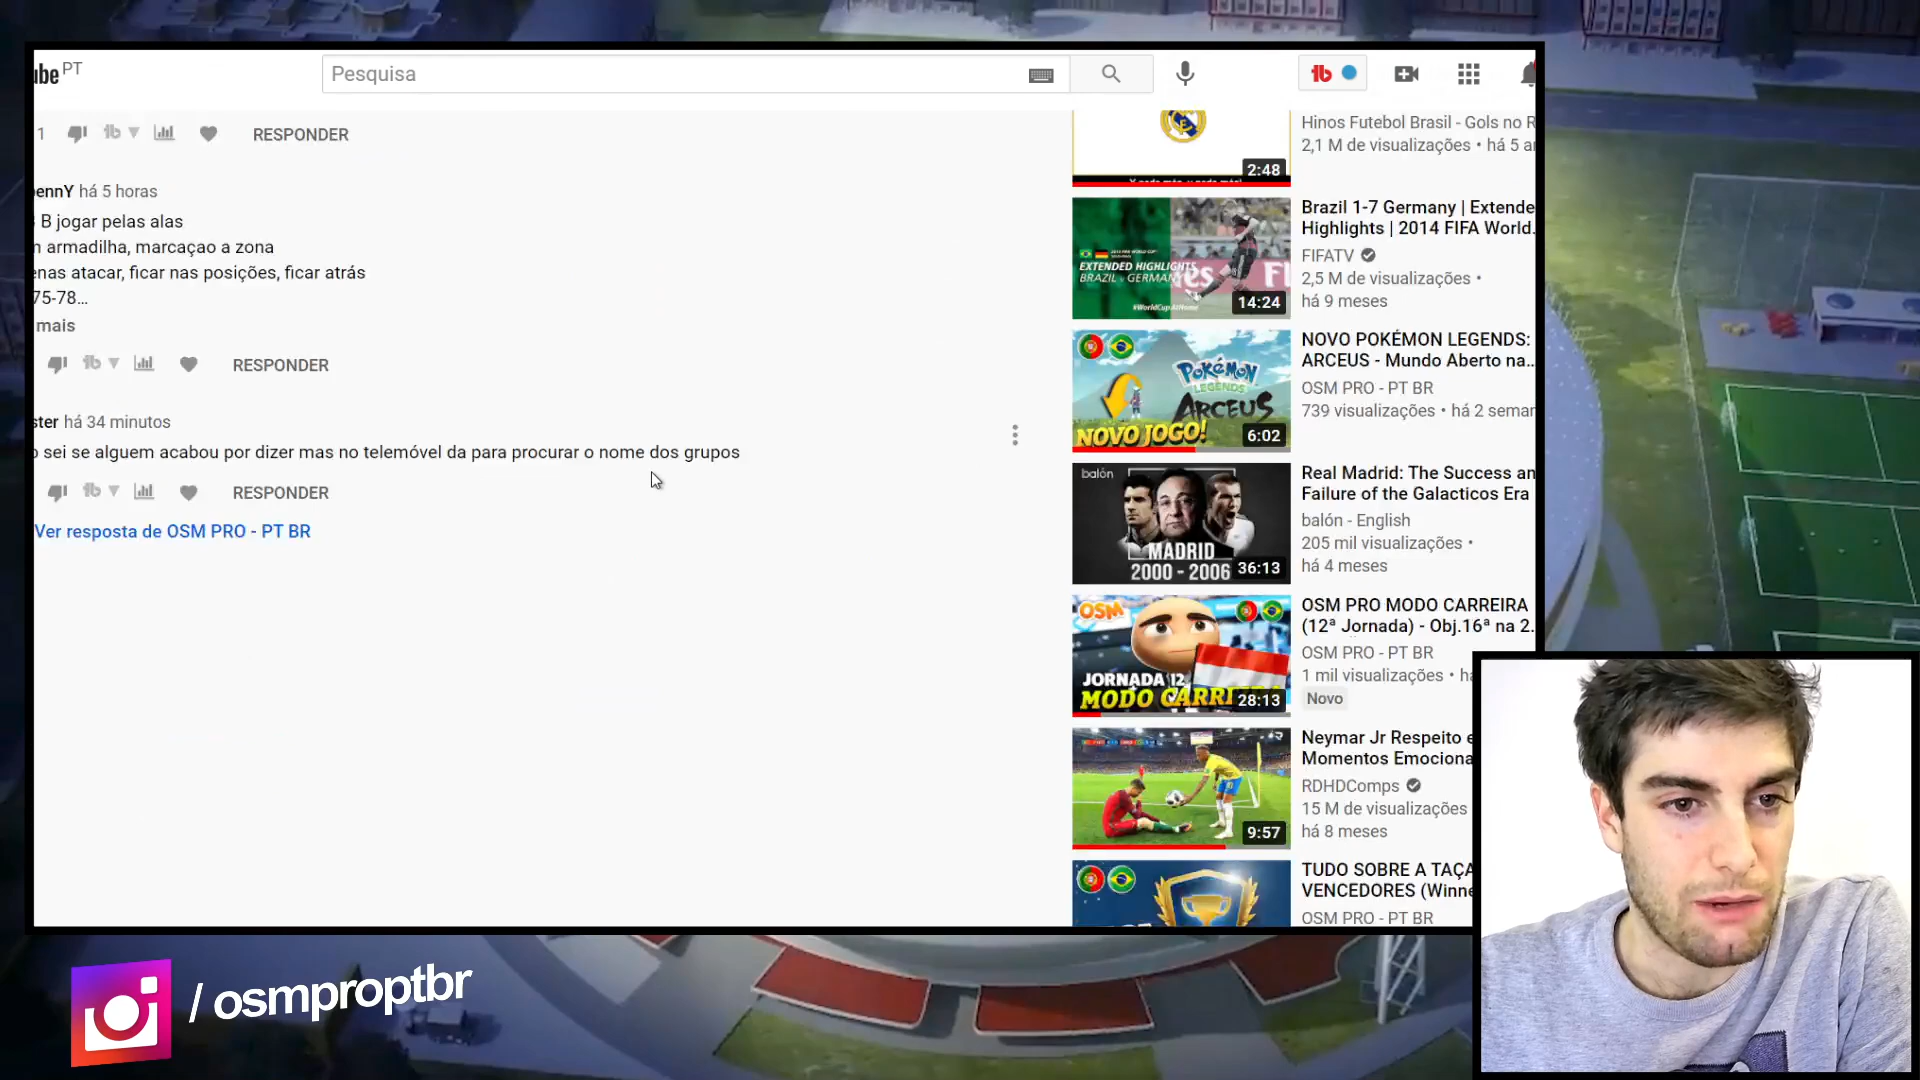 ube PT
Pesquisa
1
RESPONDER
ennY há 5 horas
B jogar pelas alas
armadilha, marcaçao a zona
enas atacar, ficar nas posições, ficar atrás
75-78...
mais
RESPONDER
ster há 34 minutos
sei se alguem acabou por dizer mas no telemóvel da para procurar o nome dos grupos
RESPONDER
Ver resposta de OSM PRO - PT BR
2:48
Hinos Futebol Brasil - Gols no R
2,1 M de visualizações • há 5 a
EXTENDED HIGHLIGHTS
BRAZIL v GERMANY
#WorldCupAtHome
14:24
Brazil 1-7 Germany | Extende
Highlights | 2014 FIFA World...
FIFATV
2,5 M de visualizações •
há 9 meses
POKÉMON
LEGENDS
ARCEUS
NOVO JOGO!
6:02
NOVO POKÉMON LEGENDS:
ARCEUS - Mundo Aberto na...
OSM PRO - PT BR
739 visualizações • há 2 semar
balón
MADRID
2000 - 2006
36:13
Real Madrid: The Success an
Failure of the Galacticos Era
balón - English
205 mil visualizações •
há 4 meses
OSM
JORNADA 12
MODO CARREI
28:13
OSM PRO MODO CARREIRA
(12ª Jornada) - Obj.16ª na 2.
OSM PRO - PT BR
1 mil visualizações • h
Novo
9:57
Neymar Jr Respeito e
Momentos Emociona
RDHDComps
15 M de visualizações
há 8 meses
TUDO SOBRE A TAÇA
VENCEDORES (Winne
OSM PRO - PT BR
/ osmproptbr